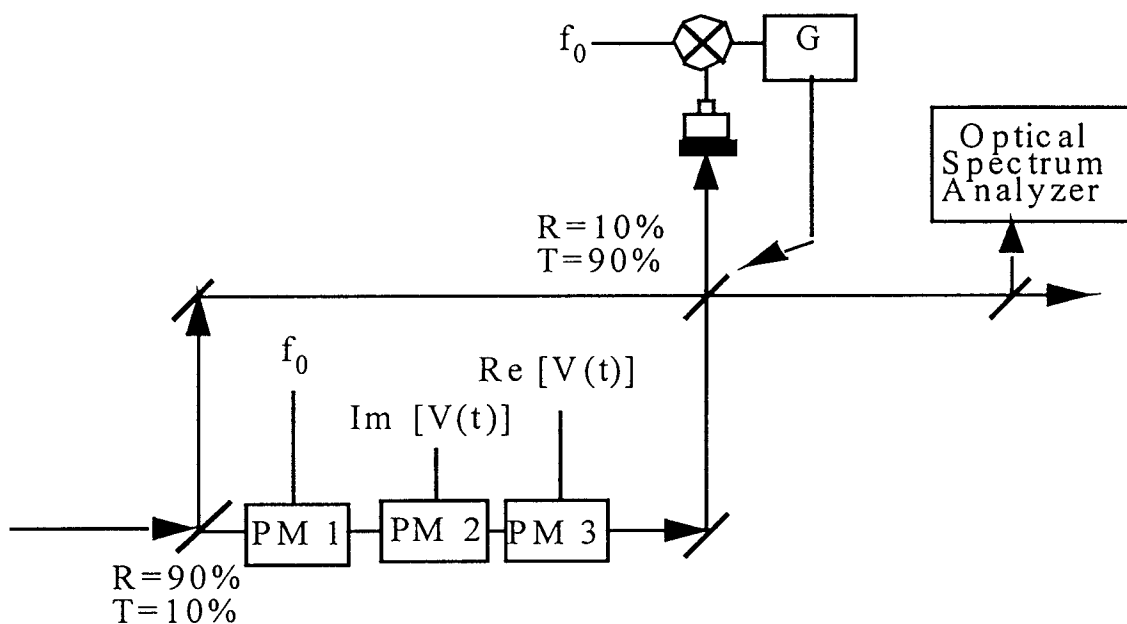 f₀
G
Optical
Spectrum
Analyzer
R=10%
T=90%
f₀
Re [V(t)]
Im [V(t)]
PM 1
PM 2
PM 3
R=90%
T=10%